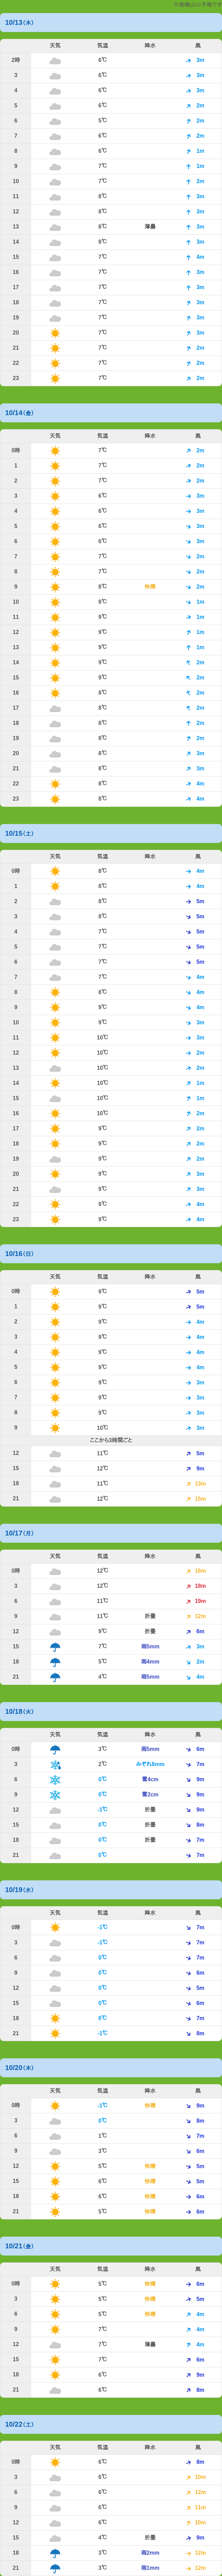 天龍橋山の予報です
10/13(木)
天気 気温 降水 風
2時 6℃ 3m
3 6℃ 3m
4 6℃ 3m
5 6℃ 2m
6 5℃ 2m
7 6℃ 2m
8 6℃ 1m
9 7℃ 1m
10 7℃ 2m
11 8℃ 3m
12 8℃ 3m
13 8℃ 薄曇 3m
14 8℃ 3m
15 7℃ 4m
16 7℃ 3m
17 7℃ 3m
18 7℃ 3m
19 7℃ 3m
20 7℃ 3m
21 7℃ 2m
22 7℃ 2m
23 7℃ 2m
10/14(金)
天気 気温 降水 風
0時 7℃ 2m
1 7℃ 2m
2 7℃ 2m
3 6℃ 3m
4 6℃ 3m
5 6℃ 3m
6 6℃ 3m
7 7℃ 2m
8 7℃ 2m
9 8℃ 快晴 2m
10 8℃ 1m
11 9℃ 1m
12 9℃ 1m
13 9℃ 1m
14 9℃ 2m
15 9℃ 2m
16 8℃ 2m
17 8℃ 2m
18 8℃ 2m
19 8℃ 2m
20 8℃ 3m
21 8℃ 3m
22 8℃ 4m
23 8℃ 4m
10/15(土)
天気 気温 降水 風
0時 8℃ 4m
1 8℃ 4m
2 8℃ 5m
3 8℃ 5m
4 7℃ 5m
5 7℃ 5m
6 7℃ 5m
7 7℃ 4m
8 8℃ 4m
9 9℃ 4m
10 9℃ 3m
11 10℃ 3m
12 10℃ 2m
13 10℃ 2m
14 10℃ 1m
15 10℃ 1m
16 10℃ 2m
17 9℃ 2m
18 9℃ 2m
19 9℃ 2m
20 9℃ 3m
21 9℃ 3m
22 9℃ 4m
23 9℃ 4m
10/16(日)
天気 気温 降水 風
0時 9℃ 5m
1 9℃ 5m
2 9℃ 4m
3 9℃ 4m
4 9℃ 4m
5 9℃ 4m
6 9℃ 3m
7 9℃ 3m
8 9℃ 3m
9 10℃ 3m
ここから3時間ごと
12 11℃ 5m
15 12℃ 9m
18 11℃ 13m
21 12℃ 15m
10/17(月)
天気 気温 降水 風
0時 12℃ 16m
3 12℃ 18m
6 11℃ 19m
9 11℃ 折曇 12m
12 9℃ 折曇 6m
15 7℃ 雨5mm 3m
18 5℃ 雨4mm 2m
21 4℃ 雨5mm 4m
10/18(火)
天気 気温 降水 風
0時 3℃ 雨5mm 6m
3 2℃ みぞれ8mm 7m
6 0℃ 雪4cm 9m
9 0℃ 雪2cm 9m
12 -1℃ 折曇 9m
15 0℃ 折曇 8m
18 0℃ 折曇 7m
21 0℃ 7m
10/19(水)
天気 気温 降水 風
0時 -1℃ 7m
3 -1℃ 7m
6 0℃ 7m
9 0℃ 6m
12 0℃ 5m
15 0℃ 6m
18 0℃ 7m
21 -1℃ 8m
10/20(木)
天気 気温 降水 風
0時 -1℃ 快晴 9m
3 0℃ 8m
6 1℃ 7m
9 3℃ 6m
12 5℃ 快晴 5m
15 6℃ 快晴 5m
18 6℃ 快晴 6m
21 5℃ 快晴 6m
10/21(金)
天気 気温 降水 風
0時 5℃ 快晴 6m
3 5℃ 快晴 5m
6 5℃ 快晴 4m
9 7℃ 4m
12 7℃ 薄曇 4m
15 7℃ 6m
18 6℃ 9m
21 6℃ 8m
10/22(土)
天気 気温 降水 風
0時 6℃ 8m
3 6℃ 10m
6 6℃ 12m
9 6℃ 11m
12 6℃ 10m
15 4℃ 折曇 9m
18 3℃ 雨2mm 12m
21 3℃ 雨1mm 12m